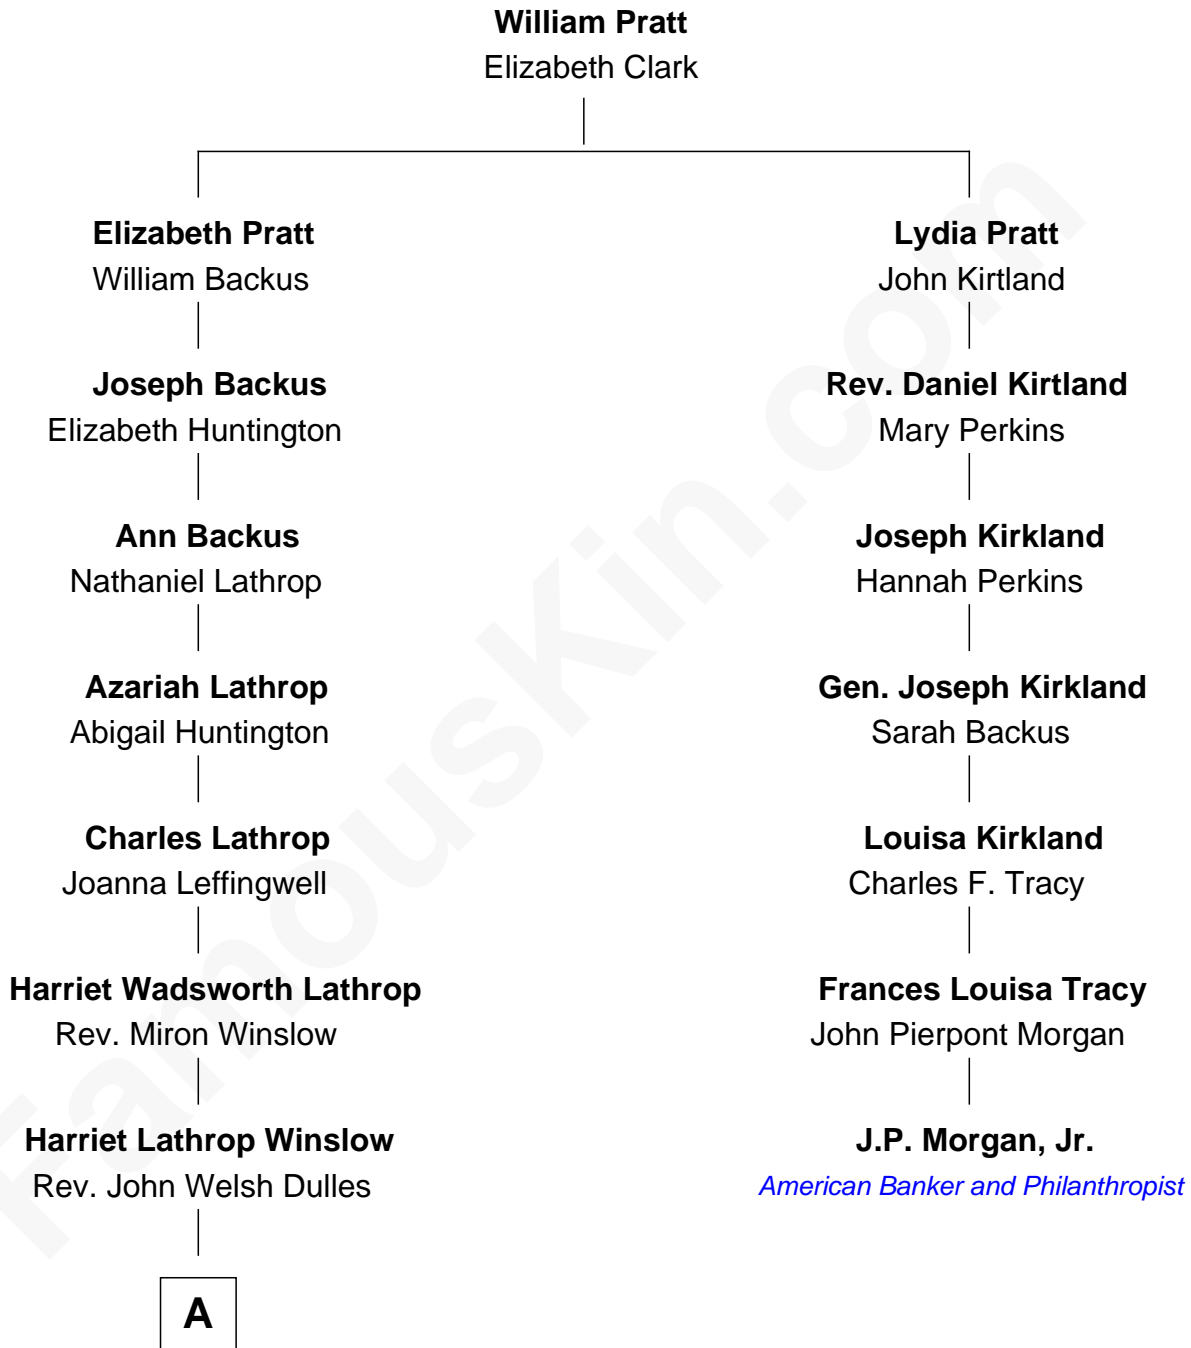 William Pratt
Elizabeth Clark
Elizabeth Pratt
William Backus
Joseph Backus
Elizabeth Huntington
Ann Backus
Nathaniel Lathrop
Azariah Lathrop
Abigail Huntington
Charles Lathrop
Joanna Leffingwell
Harriet Wadsworth Lathrop
Rev. Miron Winslow
Harriet Lathrop Winslow
Rev. John Welsh Dulles
A
Lydia Pratt
John Kirtland
Rev. Daniel Kirtland
Mary Perkins
Joseph Kirkland
Hannah Perkins
Gen. Joseph Kirkland
Sarah Backus
Louisa Kirkland
Charles F. Tracy
Frances Louisa Tracy
John Pierpont Morgan
J.P. Morgan, Jr.
American Banker and Philanthropist
FamousKin.com